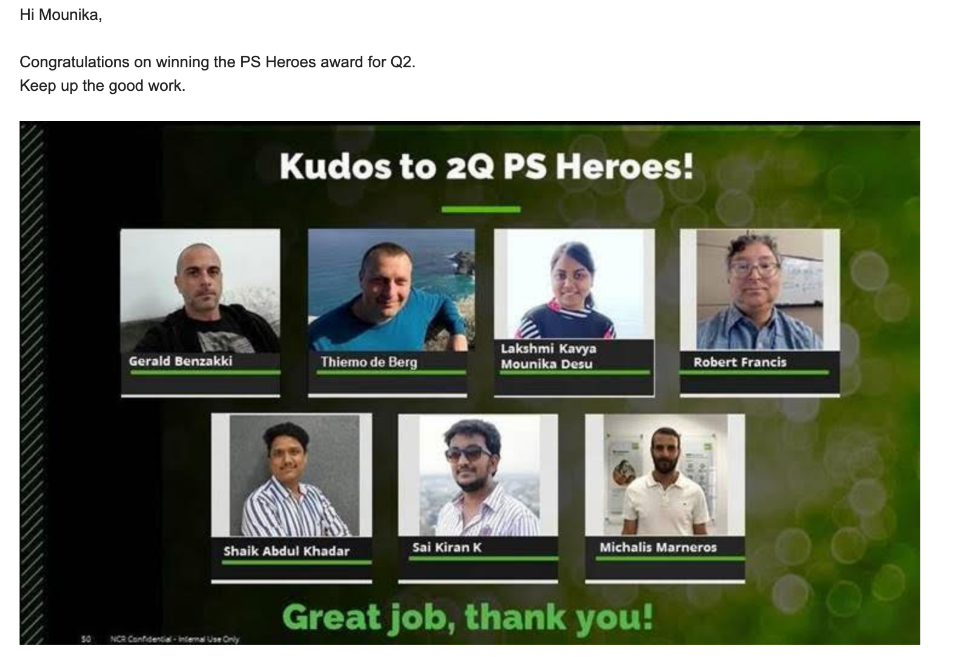 Hi Mounika,
Congratulations on winning the PS Heroes award for Q2.
Keep up the good work.
Kudos to 2Q PS Heroes!
Gerald Benzakki
Thiemo de Berg
Lakshmi Kavya
Mounika Desu
Robert Francis
Shaik Abdul Khadar
Sai Kiran K
Michalis Marneros
Great job, thank you!
50 NCR Confidential - Internal Use Only